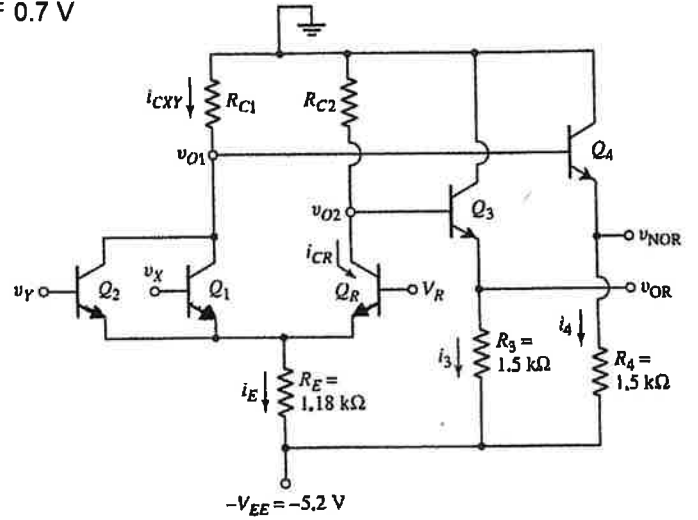 = 0.7 V
i_CXY
R_C1
R_C2
v_O1
Q_4
v_O2
Q_3
v_NOR
i_CR
v_Y
Q_2
v_X
Q_1
Q_R
V_R
v_OR
i_E
R_E =
1.18 kΩ
i_3
R_3 =
1.5 kΩ
i_4
R_4 =
1.5 kΩ
-V_EE = -5.2 V